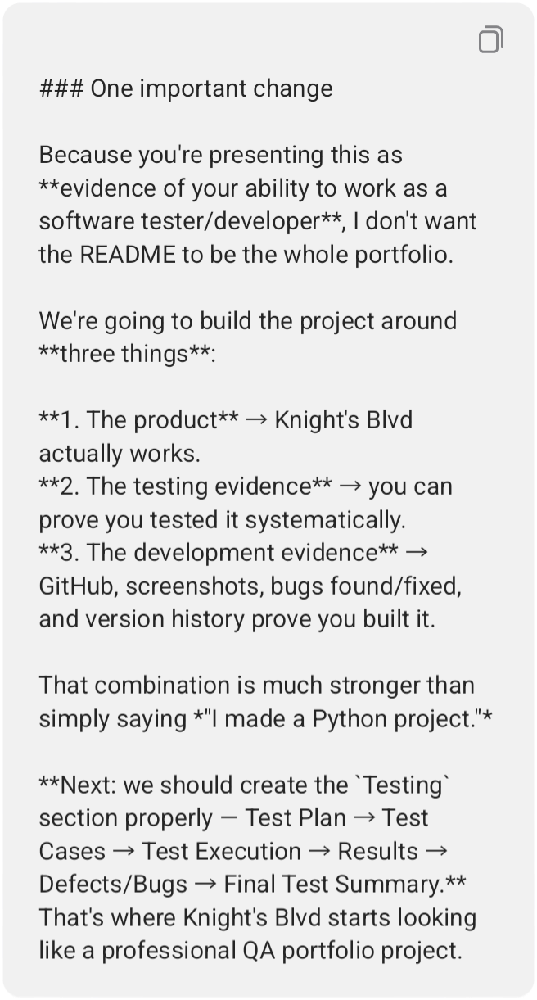 ### One important change
Because you're presenting this as
**evidence of your ability to work as a
software tester/developer**, I don't want
the README to be the whole portfolio.
We're going to build the project around
**three things**:
**1. The product** → Knight's Blvd
actually works.
**2. The testing evidence** → you can
prove you tested it systematically.
**3. The development evidence** →
GitHub, screenshots, bugs found/fixed,
and version history prove you built it.
That combination is much stronger than
simply saying *"I made a Python project."*
**Next: we should create the `Testing`
section properly — Test Plan → Test
Cases → Test Execution → Results →
Defects/Bugs → Final Test Summary.**
That's where Knight's Blvd starts looking
like a professional QA portfolio project.